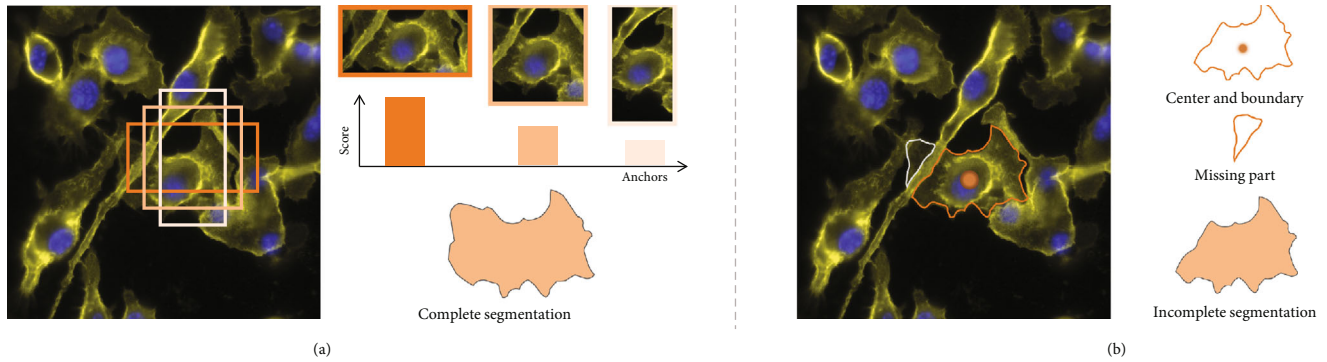 Score
Anchors
Complete segmentation
(a)
Center and boundary
Missing part
Incomplete segmentation
(b)